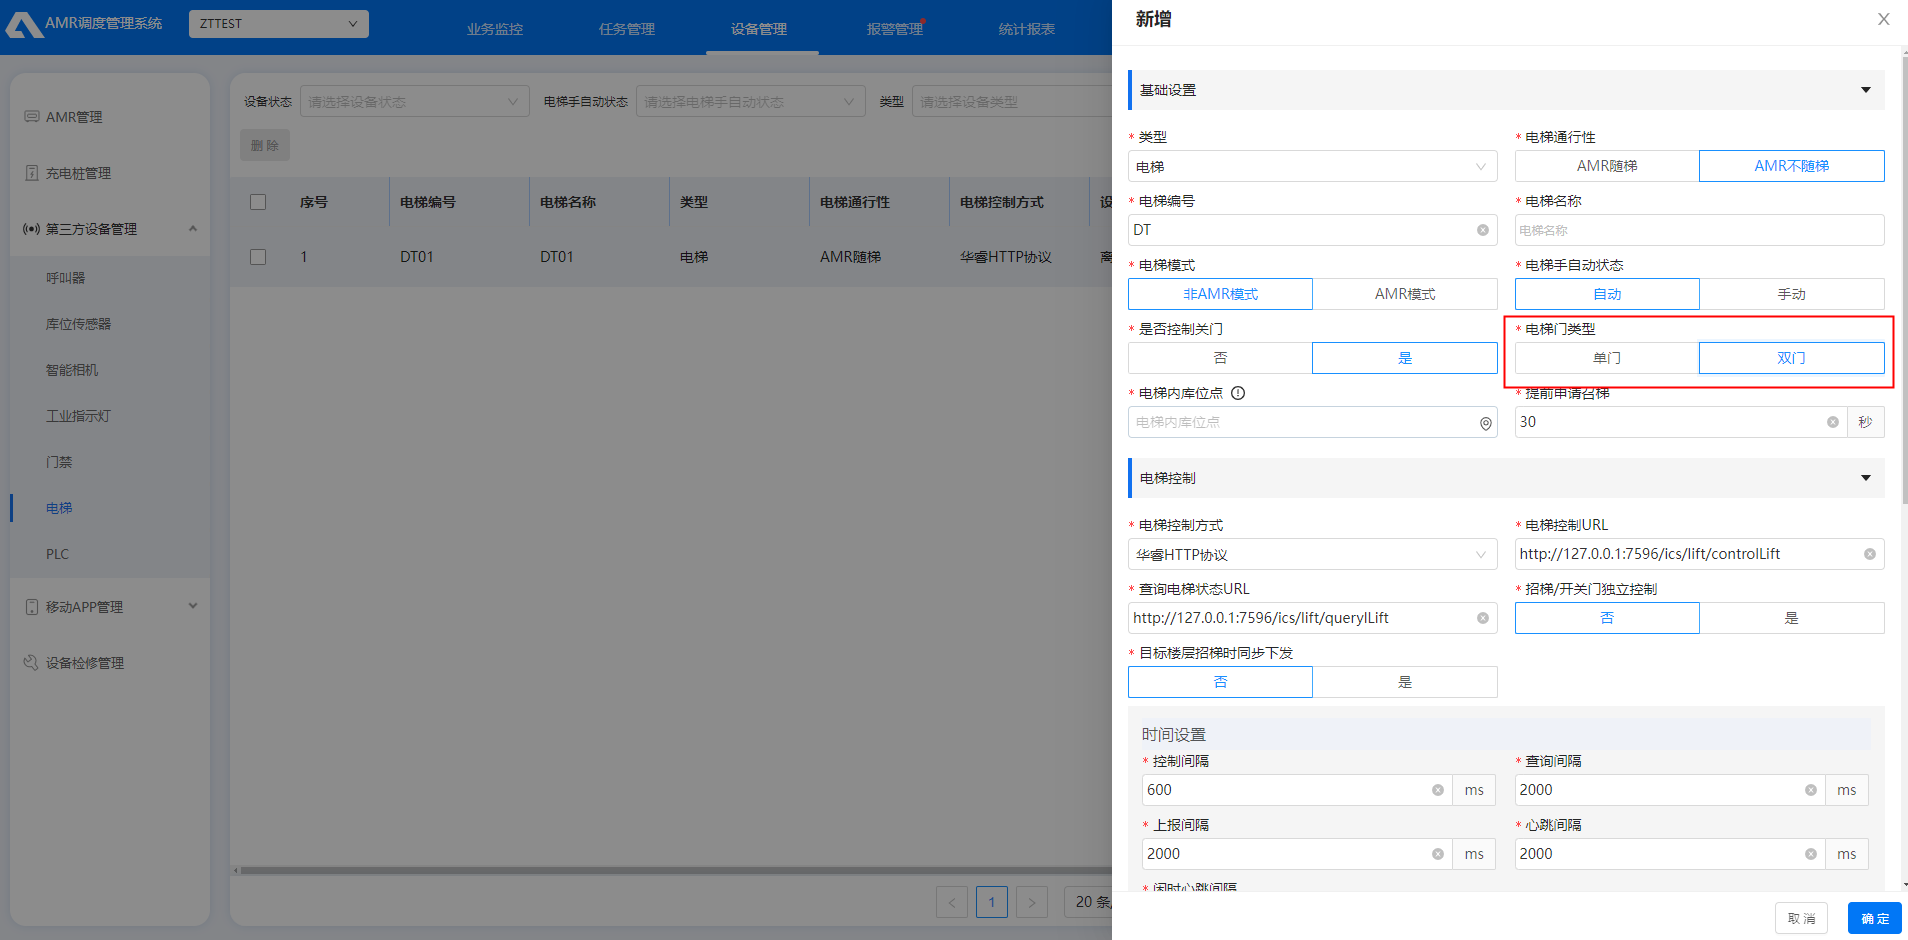 AMR调度管理系统
ZTTEST
业务监控
任务管理
设备管理
报警管理
统计报表
AMR管理
充电桩管理
第三方设备管理
呼叫器
库位传感器
智能相机
工业指示灯
门禁
电梯
PLC
移动APP管理
设备检修管理
设备状态 请选择设备状态 电梯手自动状态 请选择电梯手自动状态 类型 请选择设备类型
删 除
序号 电梯编号 电梯名称 类型 电梯通行性 电梯控制方式 设
1 DT01 DT01 电梯 AMR随梯 华睿HTTP协议 离
1
20 条
新增
基础设置
* 类型
电梯
* 电梯通行性
AMR随梯 AMR不随梯
* 电梯编号
DT
* 电梯名称
电梯名称
* 电梯模式
非AMR模式 AMR模式
* 电梯手自动状态
自动 手动
* 是否控制关门
否 是
* 电梯门类型
单门 双门
* 电梯内库位点
电梯内库位点
* 提前申请召梯
30 秒
电梯控制
* 电梯控制方式
华睿HTTP协议
* 电梯控制URL
http://127.0.0.1:7596/ics/lift/controlLift
* 查询电梯状态URL
http://127.0.0.1:7596/ics/lift/querylLift
* 招梯/开关门独立控制
否 是
* 目标楼层招梯时同步下发
否 是
时间设置
* 控制间隔
600 ms
* 查询间隔
2000 ms
* 上报间隔
2000 ms
* 心跳间隔
2000 ms
* 闲时心跳间隔
取 消
确 定